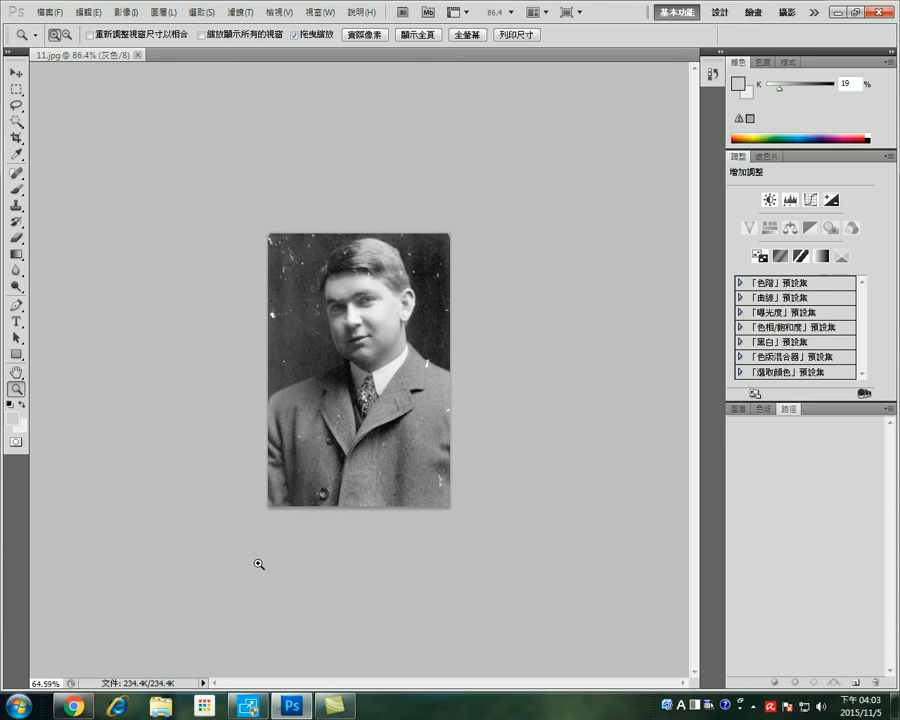 Ps 檔案(F) 編輯(E) 影像(I) 圖層(L) 選取(S) 濾鏡(T) 檢視(V) 視窗(W) 說明(H) Br Mb 86.4 基本功能 設計 繪畫 攝影
重新調整視窗尺寸以相合 縮放顯示所有的視窗 拖曳縮放 實際像素 顯示全頁 全螢幕 列印尺寸
11.jpg @ 86.4% (灰色/8)
顏色 色票 樣式
K 19 %
調整 遮色片
增加調整
「色階」預設集
「曲線」預設集
「曝光度」預設集
「色相/飽和度」預設集
「黑白」預設集
「色版混合器」預設集
「選取顏色」預設集
圖層 色版 路徑
64.59% 文件: 234.4K/234.4K
Ps
A
下午 04:03
2015/11/5